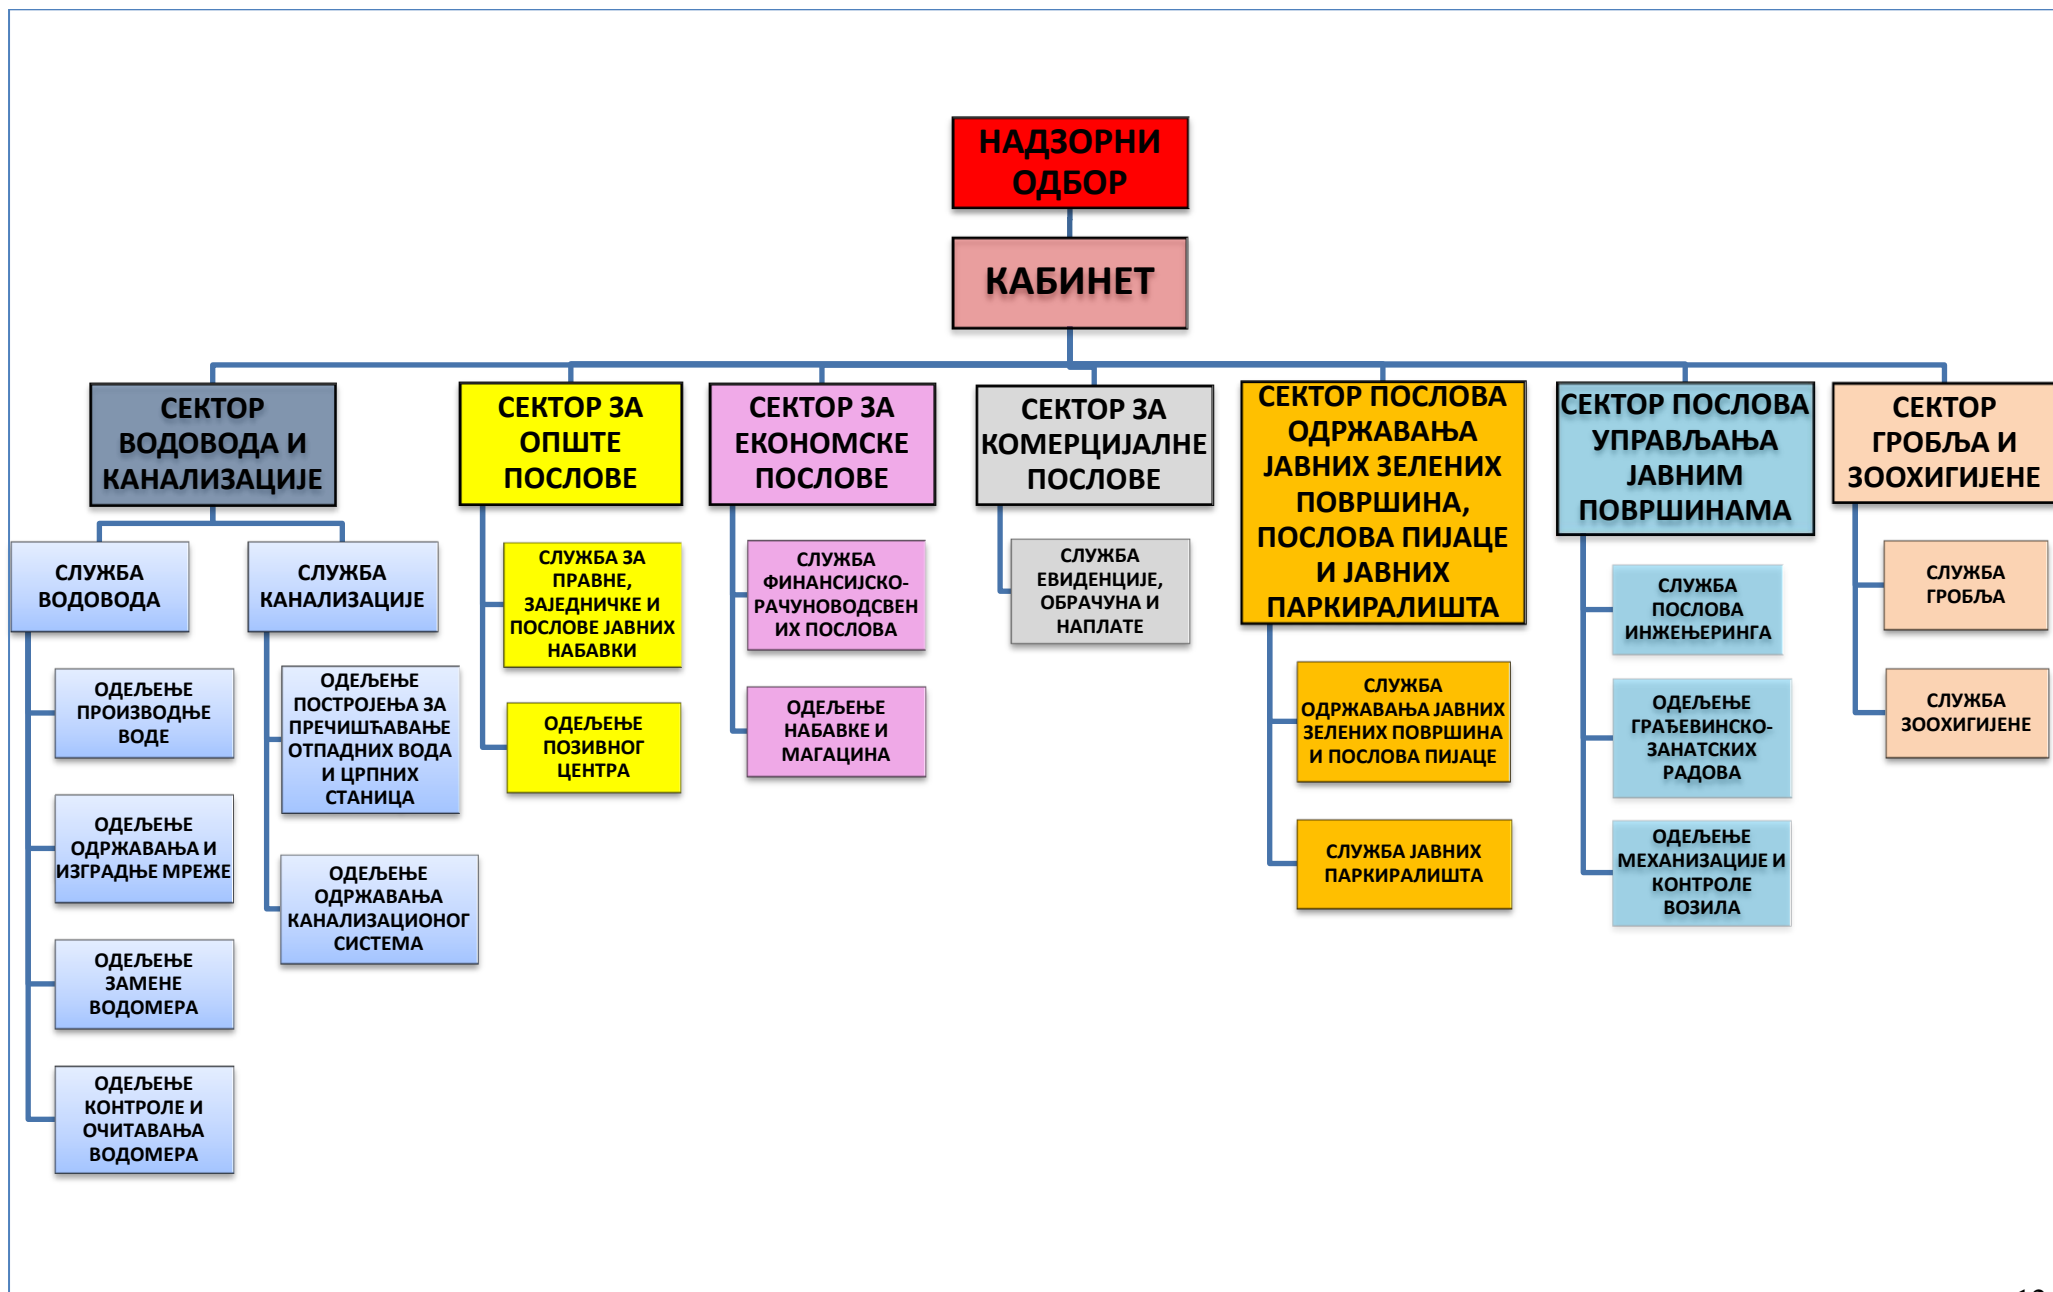 НАДЗОРНИ
ОДБОР
КАБИНЕТ
СЕКТОР
ВОДОВОДА И
КАНАЛИЗАЦИЈЕ
СЛУЖБА
ВОДОВОДА
ОДЕЉЕЊЕ
ПРОИЗВОДЊЕ
ВОДЕ
ОДЕЉЕЊЕ
ОДРЖАВАЊА И
ИЗГРАДЊЕ МРЕЖЕ
ОДЕЉЕЊЕ
ЗАМЕНЕ
ВОДОМЕРА
ОДЕЉЕЊЕ
КОНТРОЛЕ И
ОЧИТАВАЊА
ВОДОМЕРА
СЛУЖБА
КАНАЛИЗАЦИЈЕ
ОДЕЉЕЊЕ
ПОСТРОЈЕЊА ЗА
ПРЕЧИШЋАВАЊЕ
ОТПАДНИХ ВОДА
И ЦРПНИХ
СТАНИЦА
ОДЕЉЕЊЕ
ОДРЖАВАЊА
КАНАЛИЗАЦИОНОГ
СИСТЕМА
СЕКТОР ЗА
ОПШТЕ
ПОСЛОВЕ
СЛУЖБА ЗА
ПРАВНЕ,
ЗАЈЕДНИЧКЕ И
ПОСЛОВЕ ЈАВНИХ
НАБАВКИ
ОДЕЉЕЊЕ
ПОЗИВНОГ
ЦЕНТРА
СЕКТОР ЗА
ЕКОНОМСКЕ
ПОСЛОВЕ
СЛУЖБА
ФИНАНСИЈСКО-
РАЧУНОВОДСВЕН
ИХ ПОСЛОВА
ОДЕЉЕЊЕ
НАБАВКЕ И
МАГАЦИНА
СЕКТОР ЗА
КОМЕРЦИЈАЛНЕ
ПОСЛОВЕ
СЛУЖБА
ЕВИДЕНЦИЈЕ,
ОБРАЧУНА И
НАПЛАТЕ
СЕКТОР ПОСЛОВА
ОДРЖАВАЊА
ЈАВНИХ ЗЕЛЕНИХ
ПОВРШИНА,
ПОСЛОВА ПИЈАЦЕ
И ЈАВНИХ
ПАРКИРАЛИШТА
СЛУЖБА
ОДРЖАВАЊА ЈАВНИХ
ЗЕЛЕНИХ ПОВРШИНА
И ПОСЛОВА ПИЈАЦЕ
СЛУЖБА ЈАВНИХ
ПАРКИРАЛИШТА
СЕКТОР ПОСЛОВА
УПРАВЉАЊА
ЈАВНИМ
ПОВРШИНАМА
СЛУЖБА
ПОСЛОВА
ИНЖЕЊЕРИНГА
ОДЕЉЕЊЕ
ГРАЂЕВИНСКО-
ЗАНАТСКИХ
РАДОВА
ОДЕЉЕЊЕ
МЕХАНИЗАЦИЈЕ И
КОНТРОЛЕ
ВОЗИЛА
СЕКТОР
ГРОБЉА И
ЗООХИГИЈЕНЕ
СЛУЖБА
ГРОБЉА
СЛУЖБА
ЗООХИГИЈЕНЕ